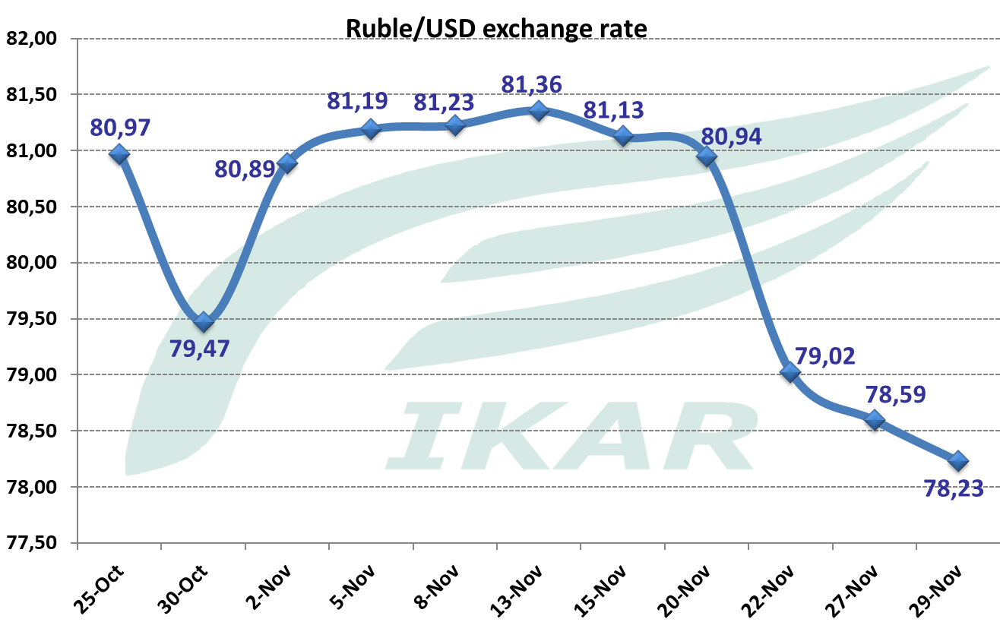 Ruble/USD exchange rate
82,00
81,50
81,00
80,50
80,00
79,50
79,00
78,50
78,00
77,50
80,97
79,47
80,89
81,19
81,23
81,36
81,13
80,94
79,02
78,59
78,23
IKAR
25-Oct
30-Oct
2-Nov
5-Nov
8-Nov
13-Nov
15-Nov
20-Nov
22-Nov
27-Nov
29-Nov